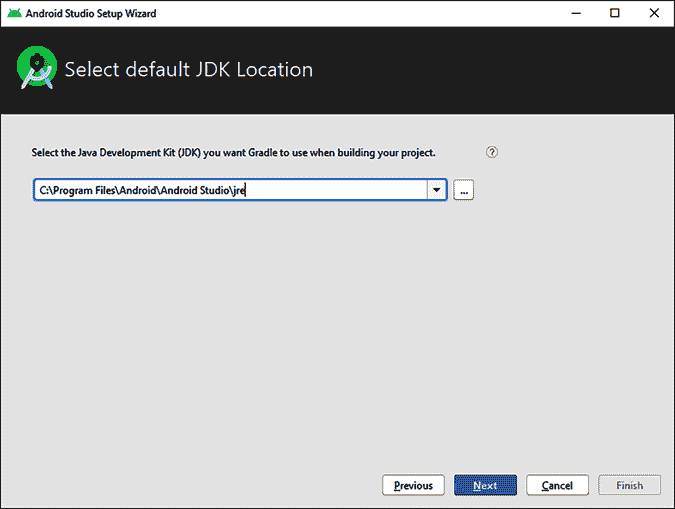 Android Studio Setup Wizard
Select default JDK Location
Select the Java Development Kit (JDK) you want Gradle to use when building your project.
C:\Program Files\Android\Android Studio\jre
...
Previous Next Cancel Finish